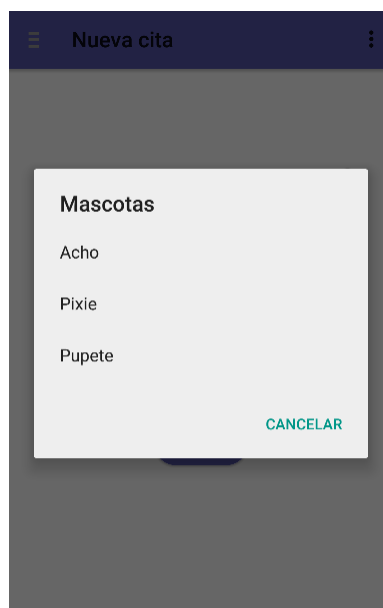 Nueva cita
Mascotas
Acho
Pixie
Pupete
CANCELAR